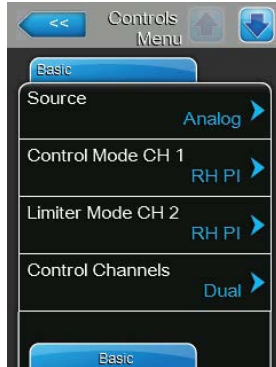 <<
Controls
Menu
Basic
Source
Analog
Control Mode CH 1
RH PI
Limiter Mode CH 2
RH PI
Control Channels
Dual
Basic